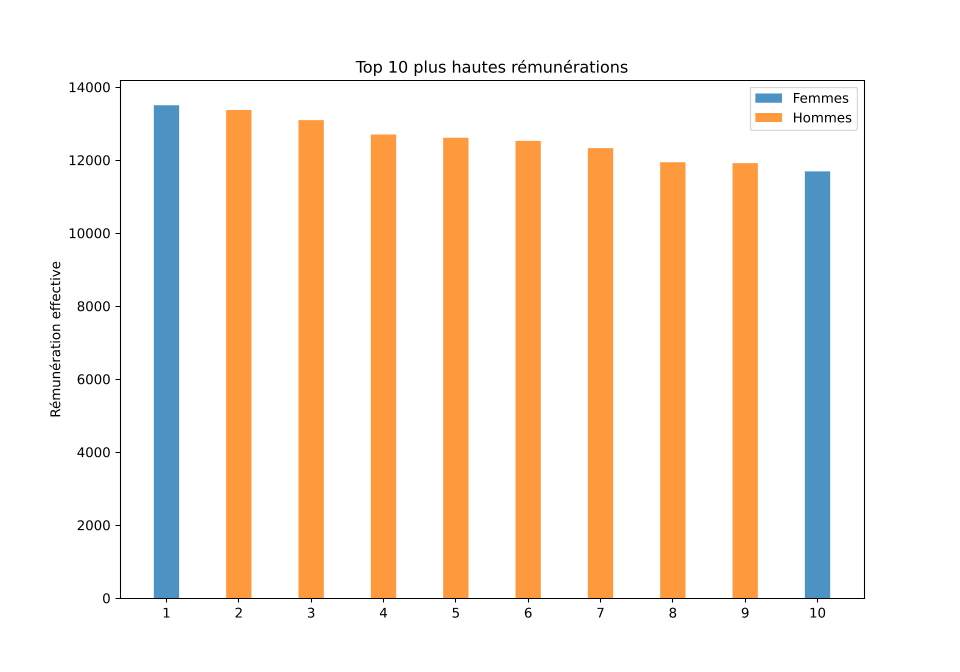 Top 10 plus hautes rémunérations
Femmes
Hommes
Rémunération effective
14000
12000
10000
8000
6000
4000
2000
0
1 2 3 4 5 6 7 8 9 10